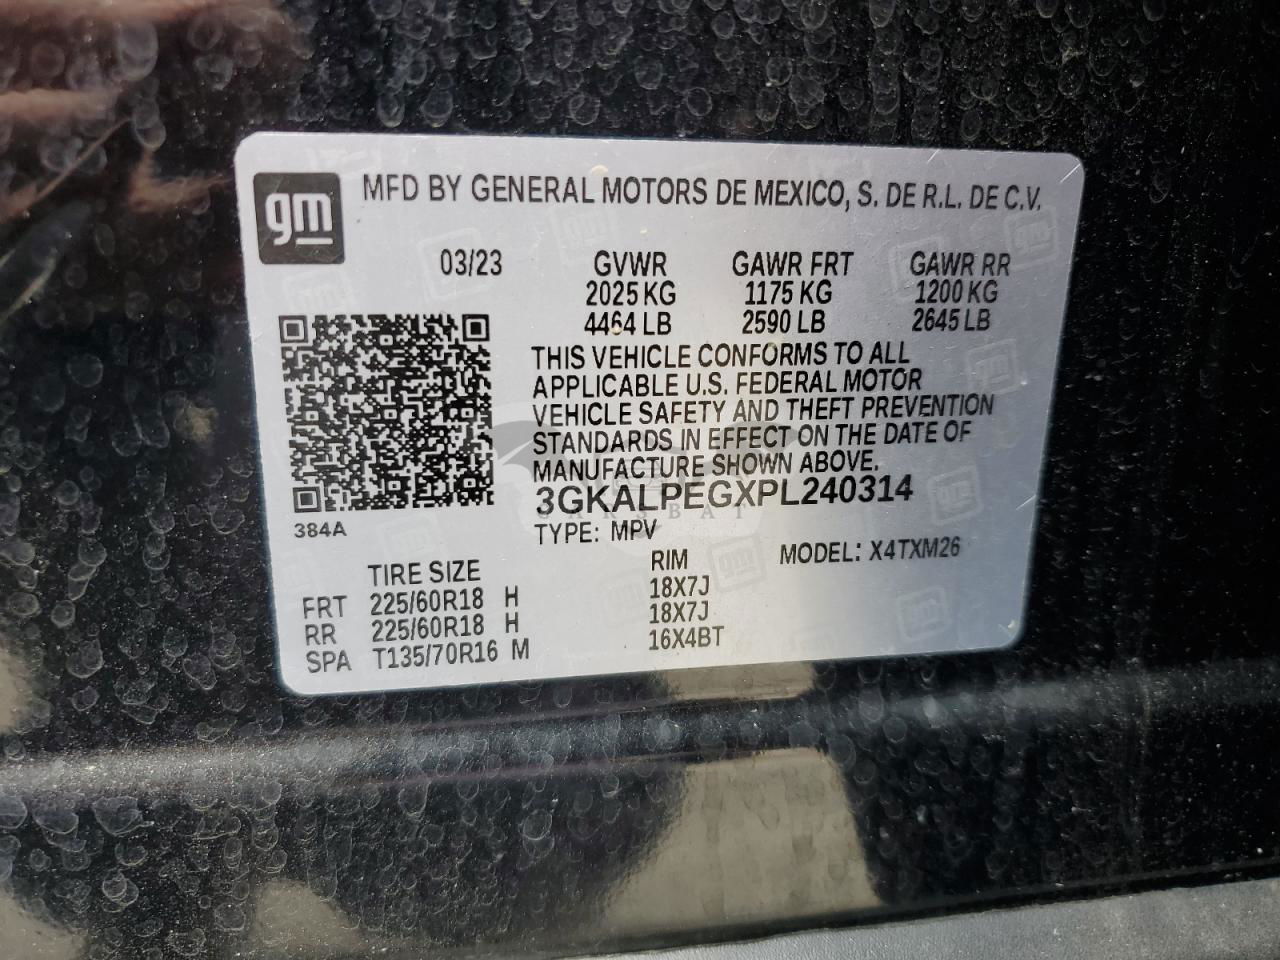 gm
MFD BY GENERAL MOTORS DE MEXICO, S. DE R.L. DE C.V.
03/23 GVWR GAWR FRT GAWR RR
2025 KG 1175 KG 1200 KG
4464 LB 2590 LB 2645 LB
THIS VEHICLE CONFORMS TO ALL
APPLICABLE U.S. FEDERAL MOTOR
VEHICLE SAFETY AND THEFT PREVENTION
STANDARDS IN EFFECT ON THE DATE OF
MANUFACTURE SHOWN ABOVE.
3GKALPEGXPL240314
384A
TYPE: MPV MODEL: X4TXM26
TIRE SIZE RIM
FRT 225/60R18 H 18X7J
RR 225/60R18 H 18X7J
SPA T135/70R16 M 16X4BT